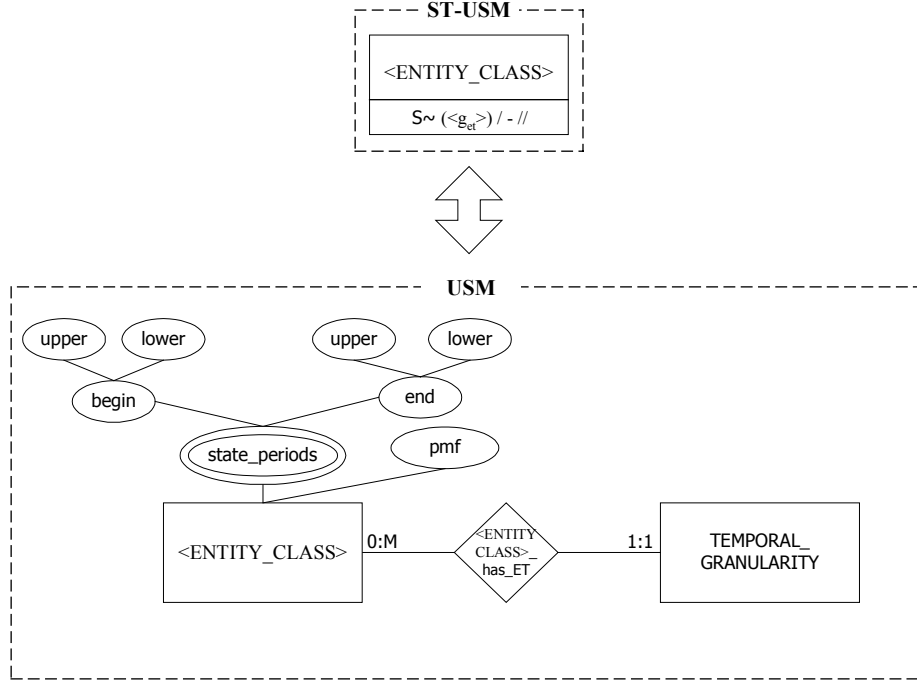 ST-USM
<ENTITY_CLASS>
S~ (<g_et>) / - //
USM
upper
lower
upper
lower
begin
end
state_periods
pmf
<ENTITY_CLASS>
0:M
<ENTITY
CLASS>_
has_ET
1:1
TEMPORAL_
GRANULARITY